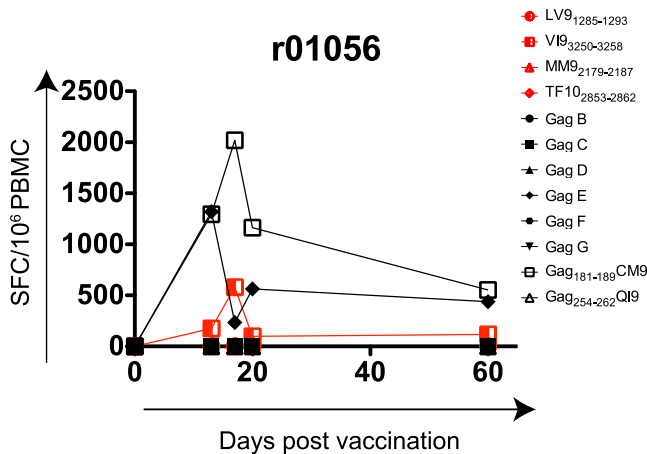 r01056
SFC/10⁶ PBMC
2500
2000
1500
1000
500
0
0
20
40
60
Days post vaccination
LV9₁₂₈₅₋₁₂₉₃
VI9₃₂₅₀₋₃₂₅₈
MM9₂₁₇₉₋₂₁₈₇
TF10₂₈₅₃₋₂₈₆₂
Gag B
Gag C
Gag D
Gag E
Gag F
Gag G
Gag₁₈₁₋₁₈₉CM9
Gag₂₅₄₋₂₆₂QI9